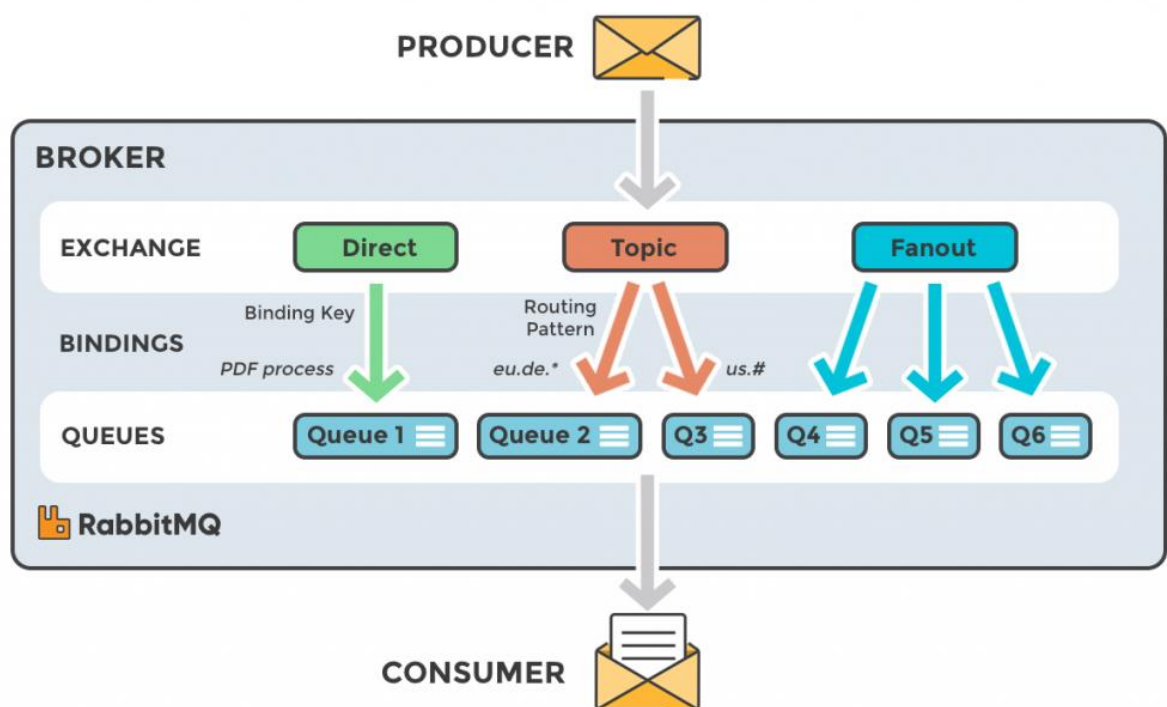 PRODUCER
BROKER
EXCHANGE
Direct
Topic
Fanout
BINDINGS
Binding Key
PDF process
Routing
Pattern
eu.de.*
us.#
QUEUES
Queue 1
Queue 2
Q3
Q4
Q5
Q6
RabbitMQ
CONSUMER